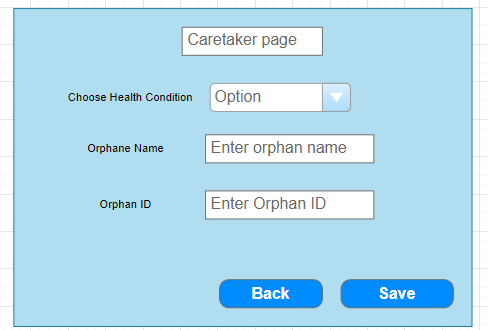 Caretaker page
Choose Health Condition Option
Orphane Name Enter orphan name
Orphan ID Enter Orphan ID
Back Save